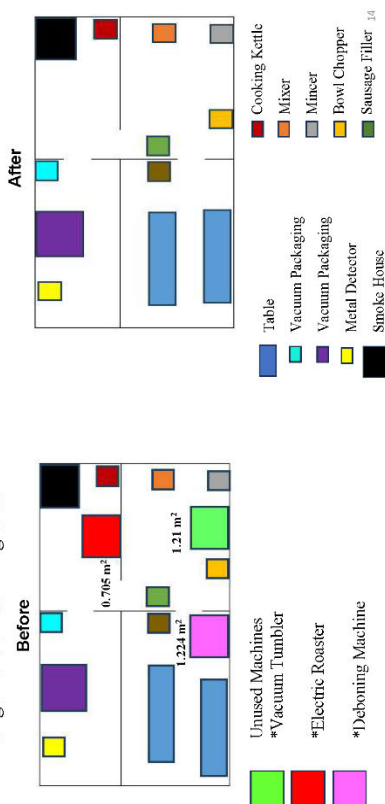 Before
0.705 m²
1.224 m²
1.21 m²
Unused Machines
*Vacuum Tumbler
*Electric Roaster
*Deboning Machine
After
Table
Vacuum Packaging
Vacuum Packaging
Metal Detector
Smoke House
Cooking Kettle
Mixer
Mincer
Bowl Chopper
Sausage Filler
14